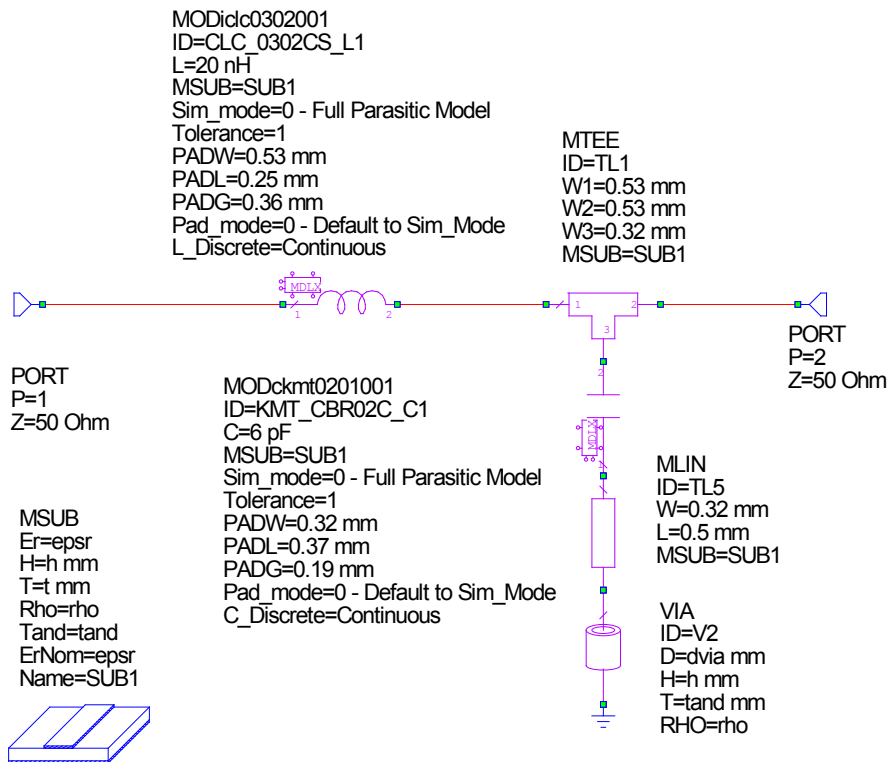 MODiclc0302001
ID=CLC_0302CS_L1
L=20 nH
MSUB=SUB1
Sim_mode=0 - Full Parasitic Model
Tolerance=1
PADW=0.53 mm
PADL=0.25 mm
PADG=0.36 mm
Pad_mode=0 - Default to Sim_Mode
L_Discrete=Continuous
MTEE
ID=TL1
W1=0.53 mm
W2=0.53 mm
W3=0.32 mm
MSUB=SUB1
MDLX
1
2
1
2
3
PORT
P=1
Z=50 Ohm
PORT
P=2
Z=50 Ohm
MODckmt0201001
ID=KMT_CBR02C_C1
C=6 pF
MSUB=SUB1
Sim_mode=0 - Full Parasitic Model
Tolerance=1
PADW=0.32 mm
PADL=0.37 mm
PADG=0.19 mm
Pad_mode=0 - Default to Sim_Mode
C_Discrete=Continuous
2
MDLX
1
MLIN
ID=TL5
W=0.32 mm
L=0.5 mm
MSUB=SUB1
MSUB
Er=epsr
H=h mm
T=t mm
Rho=rho
Tand=tand
ErNom=epsr
Name=SUB1
VIA
ID=V2
D=dvia mm
H=h mm
T=tand mm
RHO=rho